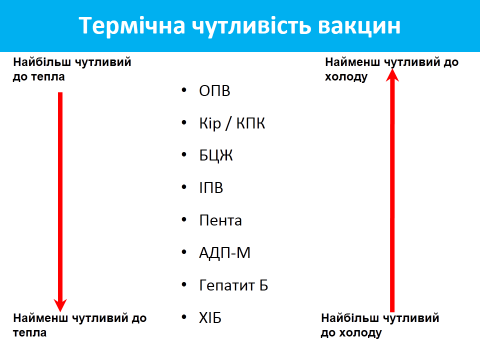 Термічна чутливість вакцин
Найбільш чутливий
до тепла
Найменш чутливий до
холоду
• ОПВ
• Кір / КПК
• БЦЖ
• ІПВ
• Пента
• АДП-М
• Гепатит Б
• ХІБ
Найменш чутливий до
тепла
Найбільш чутливий
до холоду